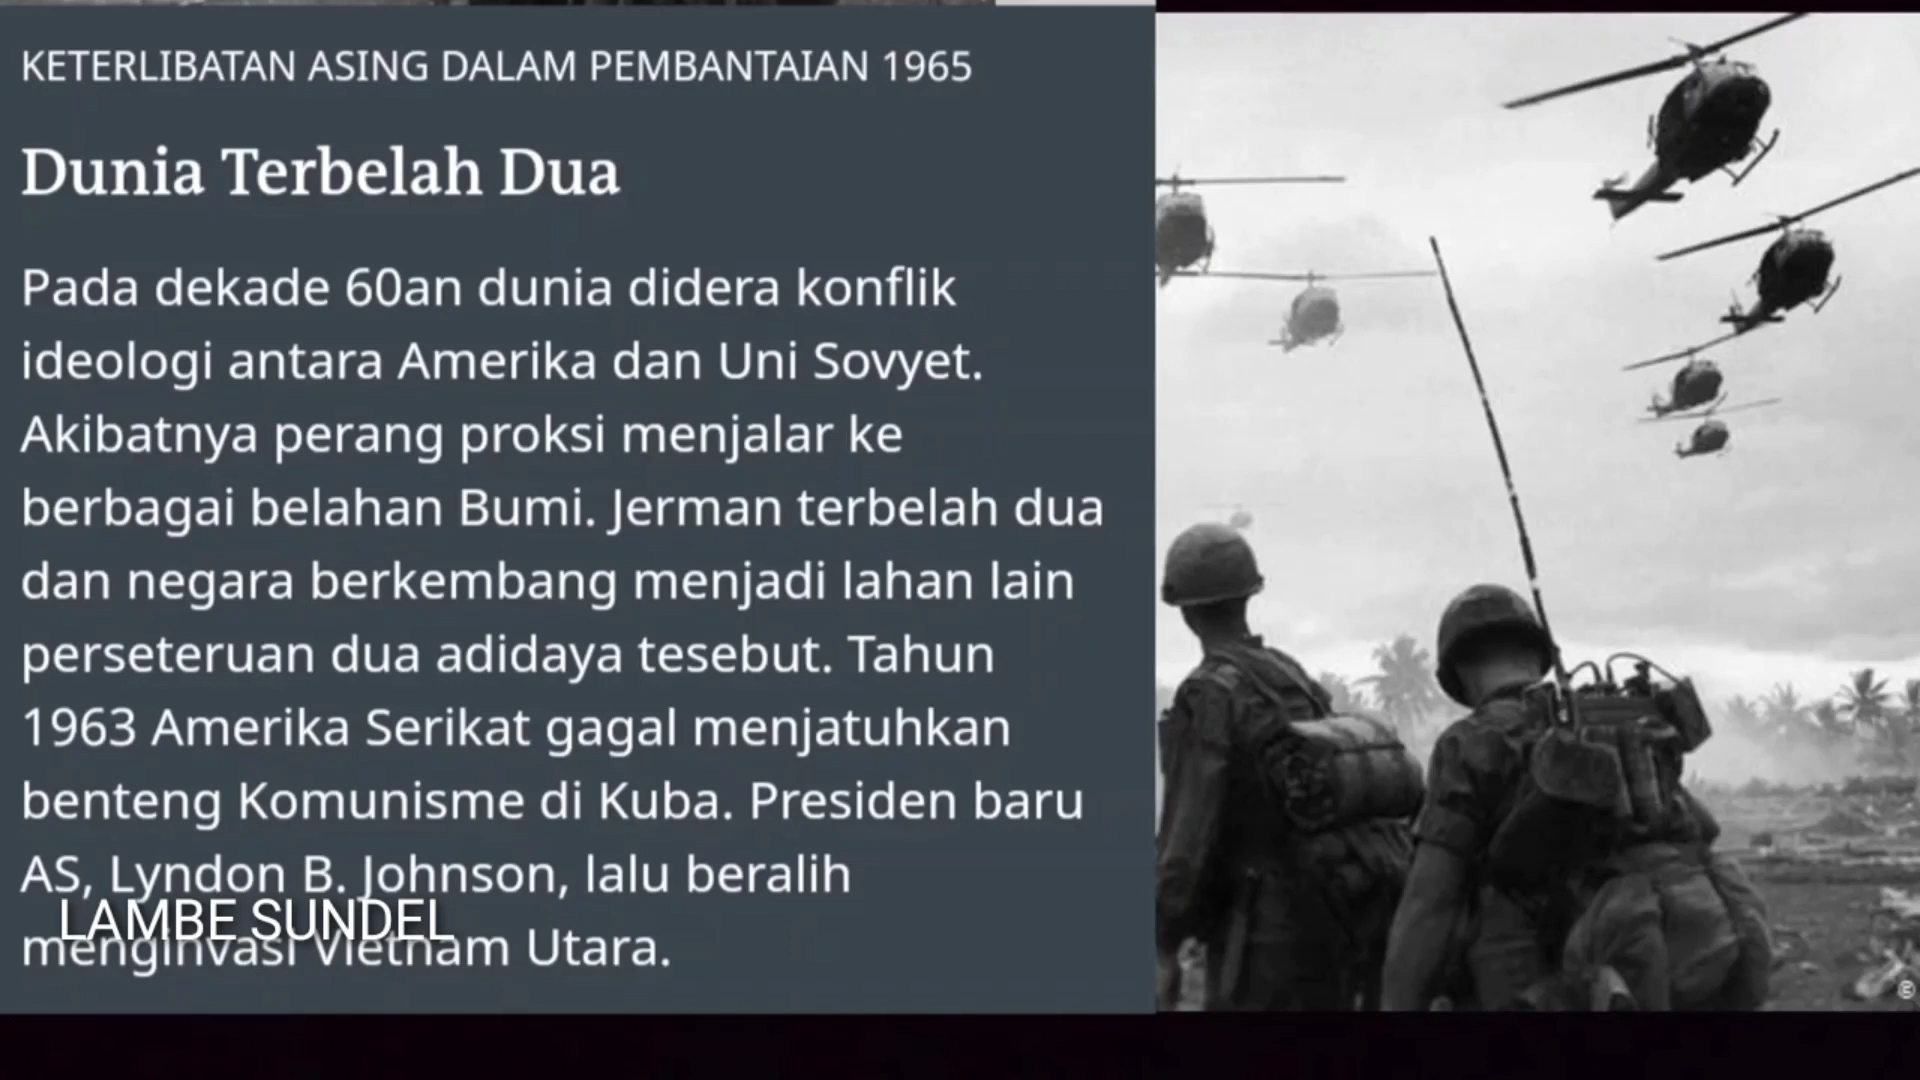 KETERLIBATAN ASING DALAM PEMBANTAIAN 1965
Dunia Terbelah Dua
Pada dekade 60an dunia didera konflik
ideologi antara Amerika dan Uni Sovyet.
Akibatnya perang proksi menjalar ke
berbagai belahan Bumi. Jerman terbelah dua
dan negara berkembang menjadi lahan lain
perseteruan dua adidaya tesebut. Tahun
1963 Amerika Serikat gagal menjatuhkan
benteng Komunisme di Kuba. Presiden baru
AS, Lyndon B. Johnson, lalu beralih
LAMBE SUNDEL
menginvasi Vietnam Utara.